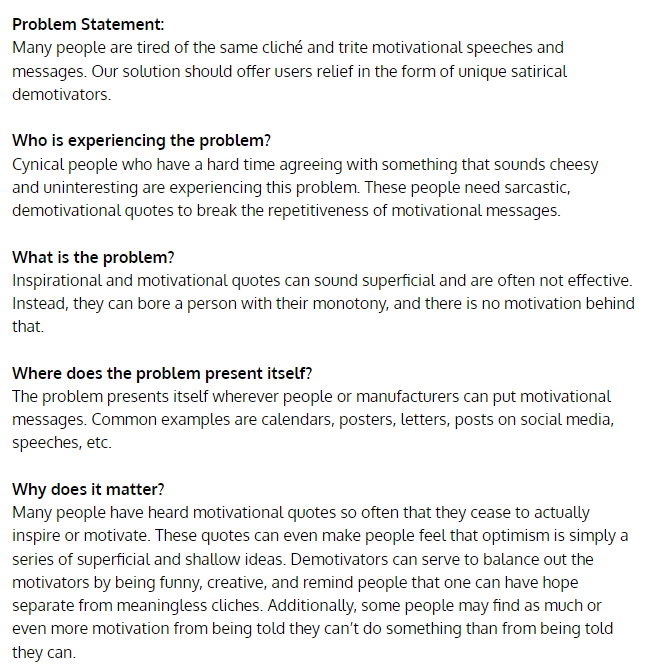 Problem Statement:
Many people are tired of the same cliché and trite motivational speeches and
messages. Our solution should offer users relief in the form of unique satirical
demotivators.
Who is experiencing the problem?
Cynical people who have a hard time agreeing with something that sounds cheesy
and uninteresting are experiencing this problem. These people need sarcastic,
demotivational quotes to break the repetitiveness of motivational messages.
What is the problem?
Inspirational and motivational quotes can sound superficial and are often not effective.
Instead, they can bore a person with their monotony, and there is no motivation behind
that.
Where does the problem present itself?
The problem presents itself wherever people or manufacturers can put motivational
messages. Common examples are calendars, posters, letters, posts on social media,
speeches, etc.
Why does it matter?
Many people have heard motivational quotes so often that they cease to actually
inspire or motivate. These quotes can even make people feel that optimism is simply a
series of superficial and shallow ideas. Demotivators can serve to balance out the
motivators by being funny, creative, and remind people that one can have hope
separate from meaningless cliches. Additionally, some people may find as much or
even more motivation from being told they can't do something than from being told
they can.